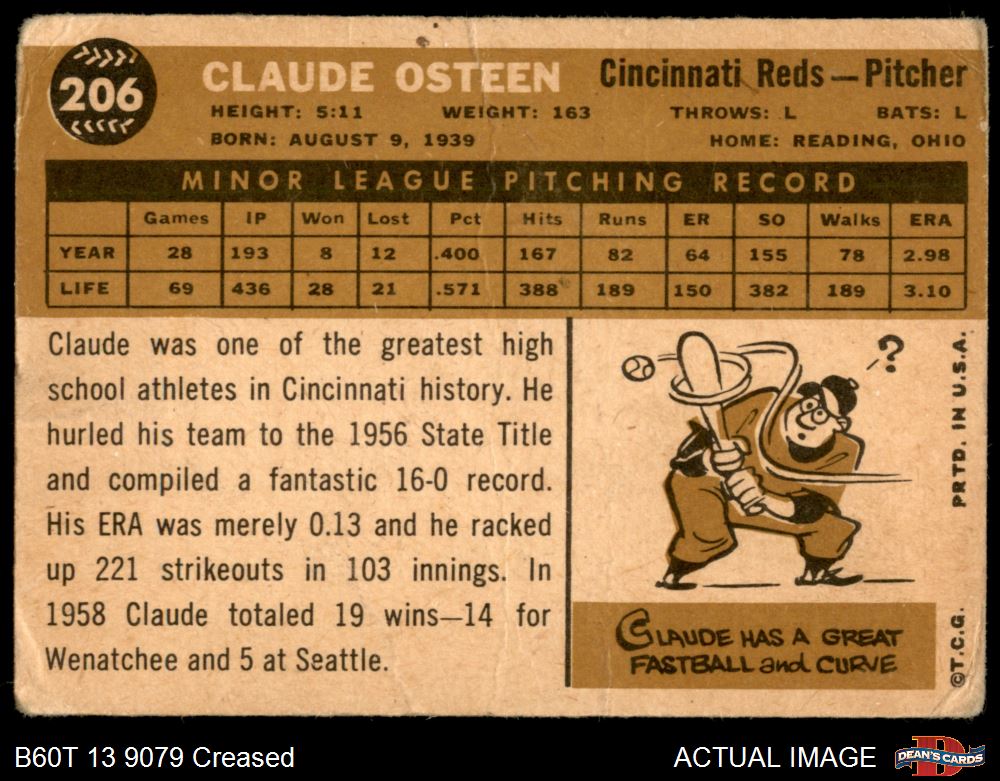 206
CLAUDE OSTEEN Cincinnati Reds — Pitcher
HEIGHT: 5:11 WEIGHT: 163 THROWS: L BATS: L
BORN: AUGUST 9, 1939 HOME: READING, OHIO
MINOR LEAGUE PITCHING RECORD
Games IP Won Lost Pct Hits Runs ER SO Walks ERA
YEAR 28 193 8 12 .400 167 82 64 155 78 2.98
LIFE 69 436 28 21 .571 388 189 150 382 189 3.10
Claude was one of the greatest high
school athletes in Cincinnati history. He
hurled his team to the 1956 State Title
and compiled a fantastic 16-0 record.
His ERA was merely 0.13 and he racked
up 221 strikeouts in 103 innings. In
1958 Claude totaled 19 wins—14 for
Wenatchee and 5 at Seattle.
?
CLAUDE HAS A GREAT
FASTBALL and CURVE
PRTD. IN U.S.A.
©T.C.G.
B60T 13 9079 Creased ACTUAL IMAGE
D
DEAN'S CARDS